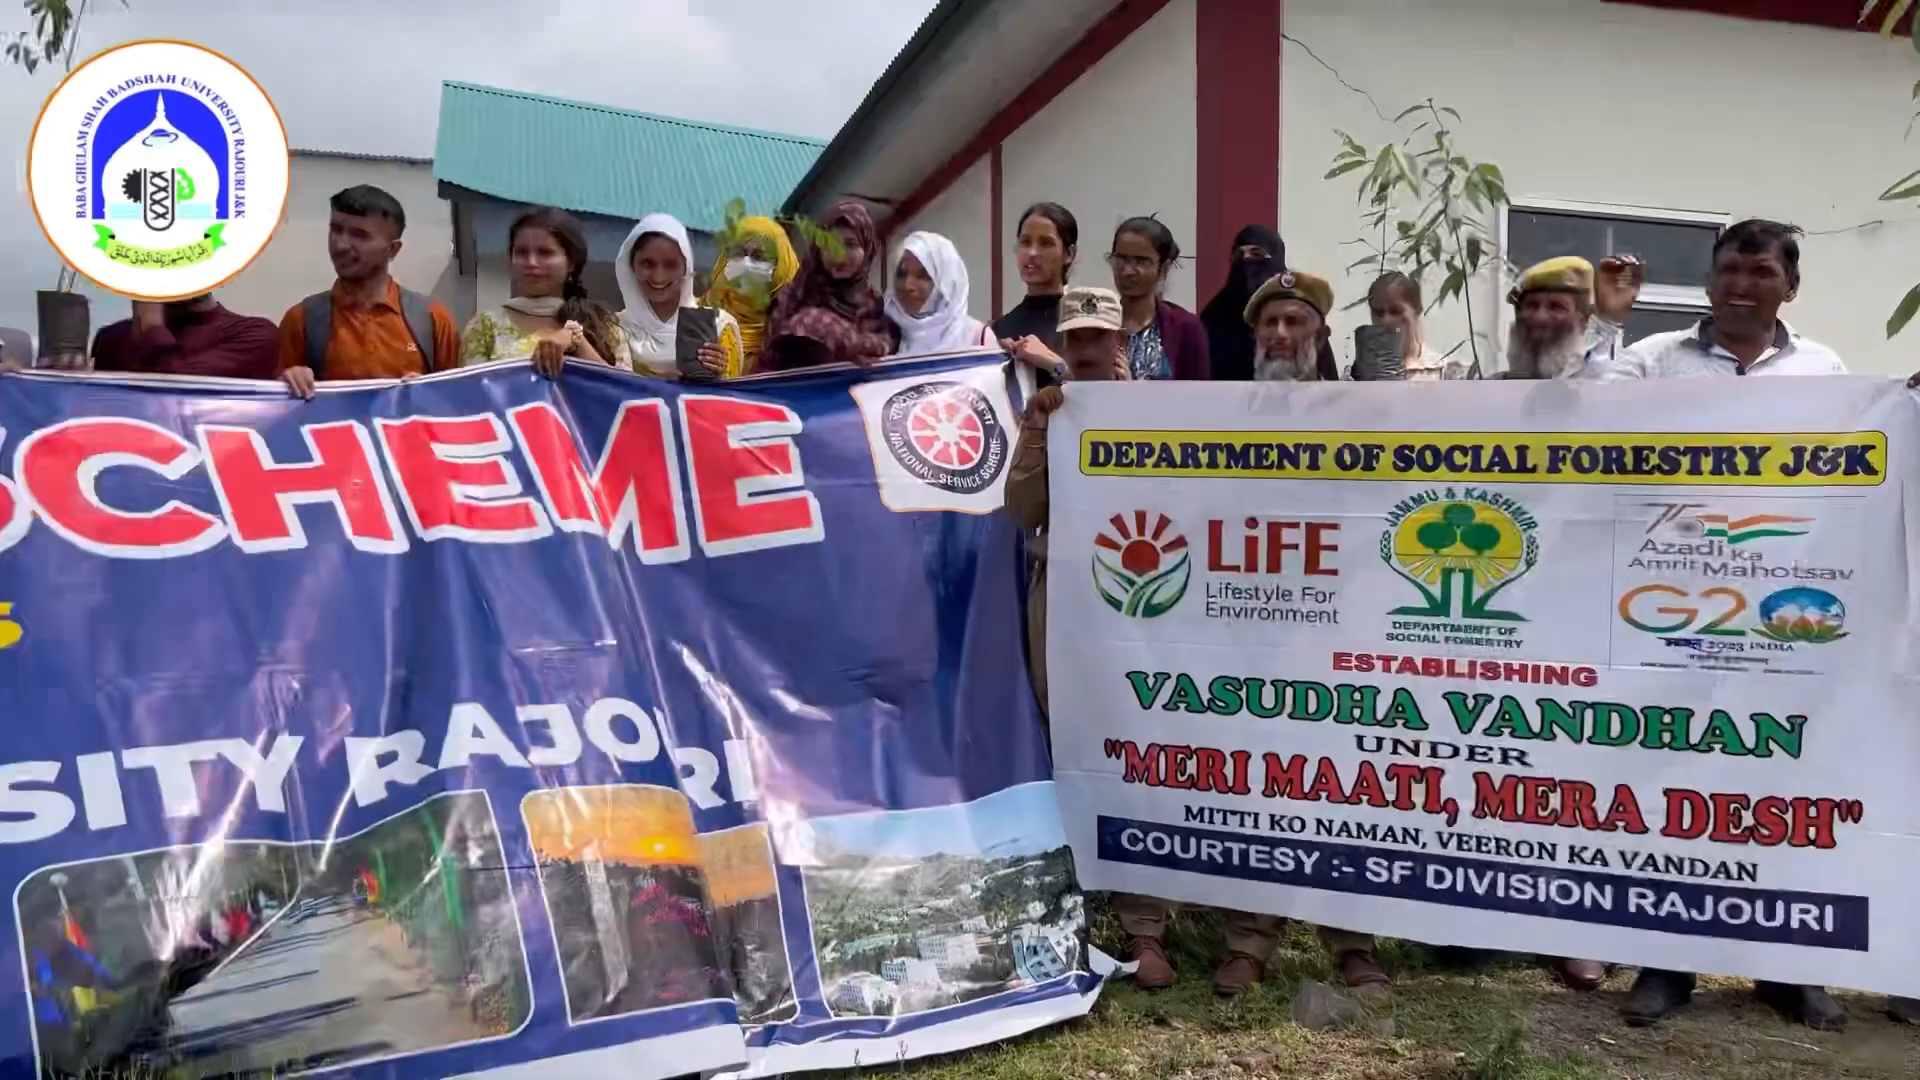 BABA GHULAM SHAH BADSHAH UNIVERSITY RAJOURI J&K
SCHEME
NATIONAL SERVICE SCHEME
SITY RAJOURI
DEPARTMENT OF SOCIAL FORESTRY J&K
LiFE
Lifestyle For
Environment
JAMMU & KASHMIR
DEPARTMENT OF
SOCIAL FORESTRY
75
Azadi Ka
Amrit Mahotsav
G20
2023 INDIA
ESTABLISHING
VASUDHA VANDHAN
UNDER
"MERI MAATI, MERA DESH"
MITTI KO NAMAN, VEERON KA VANDAN
COURTESY :- SF DIVISION RAJOURI